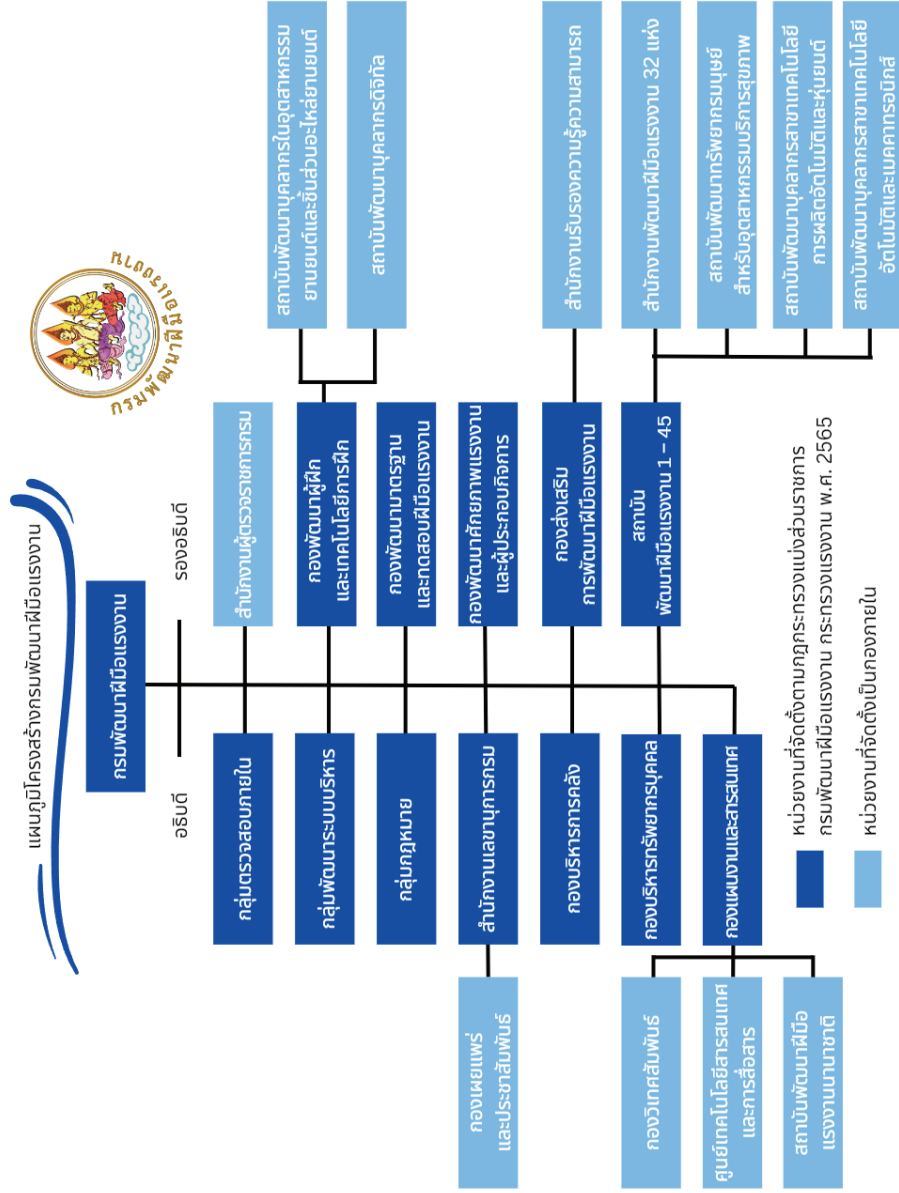 แผนภูมิโครงสร้างกรมพัฒนาฝีมือแรงงาน
กรมพัฒนาฝีมือแรงงาน
กรมพัฒนาฝีมือแรงงาน
อธิบดี
รองอธิบดี
กลุ่มตรวจสอบภายใน
สำนักงานผู้ตรวจราชการกรม
กลุ่มพัฒนาระบบบริหาร
กองพัฒนาผู้ฝึก
และเทคโนโลยีการฝึก
สถาบันพัฒนาบุคลากรในอุตสาหกรรม
ยานยนต์และชิ้นส่วนอะไหล่ยานยนต์
สถาบันพัฒนาบุคลากรดิจิทัล
กลุ่มกฎหมาย
กองพัฒนามาตรฐาน
และทดสอบฝีมือแรงงาน
กองเผยแพร่
และประชาสัมพันธ์
สำนักงานเลขานุการกรม
กองพัฒนาศักยภาพแรงงาน
และผู้ประกอบกิจการ
กองบริหารการคลัง
กองส่งเสริม
การพัฒนาฝีมือแรงงาน
สำนักงานรับรองความรู้ความสามารถ
กองบริหารทรัพยากรบุคคล
สถาบัน
พัฒนาฝีมือแรงงาน 1 – 45
สำนักงานพัฒนาฝีมือแรงงาน 32 แห่ง
สถาบันพัฒนาทรัพยากรมนุษย์
สำหรับอุตสาหกรรมบริการสุขภาพ
สถาบันพัฒนาบุคลากรสาขาเทคโนโลยี
การผลิตอัตโนมัติและหุ่นยนต์
สถาบันพัฒนาบุคลากรสาขาเทคโนโลยี
อัตโนมัติและเมคคาทรอนิกส์
กองแผนงานและสารสนเทศ
กองวิเทศสัมพันธ์
ศูนย์เทคโนโลยีสารสนเทศ
และการสื่อสาร
สถาบันพัฒนาฝีมือ
แรงงานนานาชาติ
หน่วยงานที่จัดตั้งตามกฎกระทรวงแบ่งส่วนราชการ
กรมพัฒนาฝีมือแรงงาน กระทรวงแรงงาน พ.ศ. 2565
หน่วยงานที่จัดตั้งเป็นกองภายใน